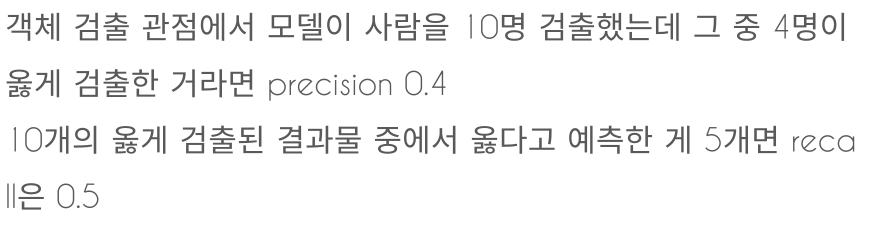 객체 검출 관점에서 모델이 사람을 10명 검출했는데 그 중 4명이
옳게 검출한 거라면 precision 0.4
10개의 옳게 검출된 결과물 중에서 옳다고 예측한 게 5개면 reca
ll은 0.5